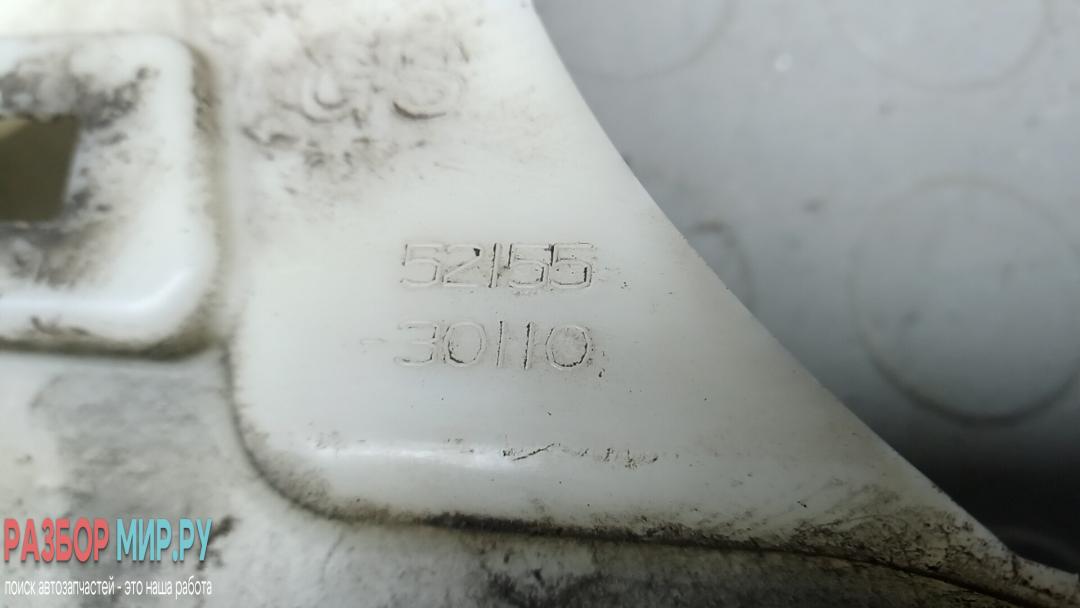 52155
30110
РАЗБОР МИР.РУ
поиск автозапчастей - это наша работа